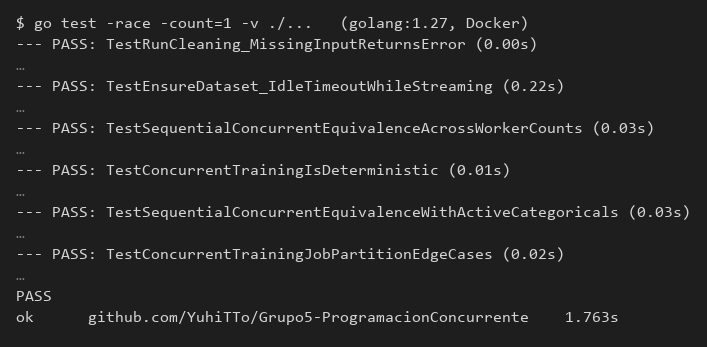 $ go test -race -count=1 -v ./...   (golang:1.27, Docker)
--- PASS: TestRunCleaning_MissingInputReturnsError (0.00s)
…
--- PASS: TestEnsureDataset_IdleTimeoutWhileStreaming (0.22s)
…
--- PASS: TestSequentialConcurrentEquivalenceAcrossWorkerCounts (0.03s)
…
--- PASS: TestConcurrentTrainingIsDeterministic (0.01s)
…
--- PASS: TestSequentialConcurrentEquivalenceWithActiveCategoricals (0.03s)
…
--- PASS: TestConcurrentTrainingJobPartitionEdgeCases (0.02s)
…
PASS
ok      github.com/YuhiTTo/Grupo5-ProgramacionConcurrente    1.763s